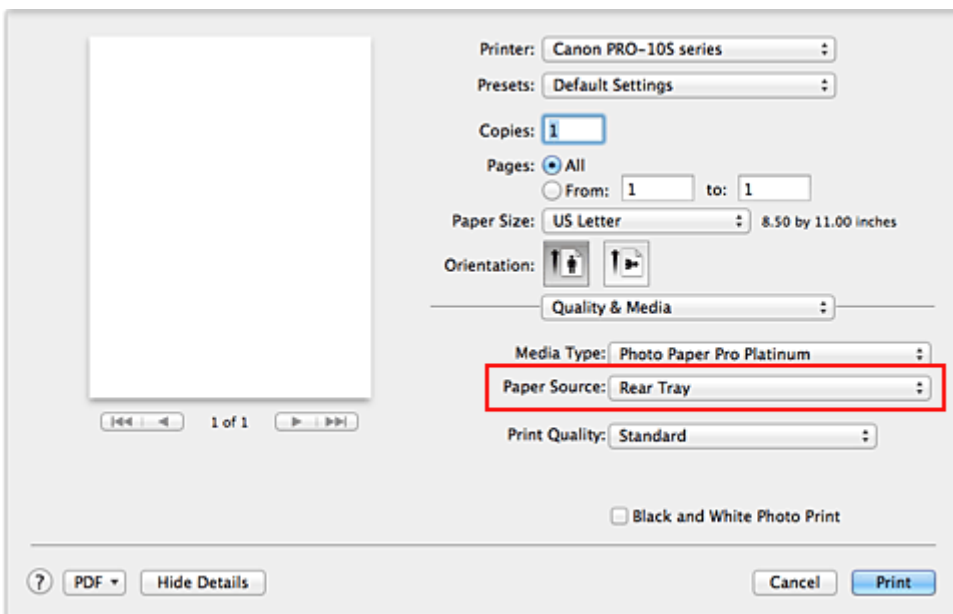 Printer: Canon PRO-10S series
Presets: Default Settings
Copies: 1
Pages: All
From: 1 to: 1
Paper Size: US Letter 8.50 by 11.00 inches
Orientation:
Quality & Media
Media Type: Photo Paper Pro Platinum
Paper Source: Rear Tray
1 of 1
Print Quality: Standard
Black and White Photo Print
? PDF Hide Details Cancel Print